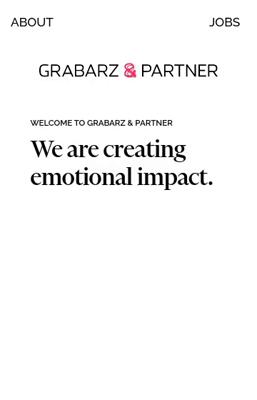 ABOUT JOBS
GRABARZ & PARTNER
WELCOME TO GRABARZ & PARTNER
We are creating
emotional impact.